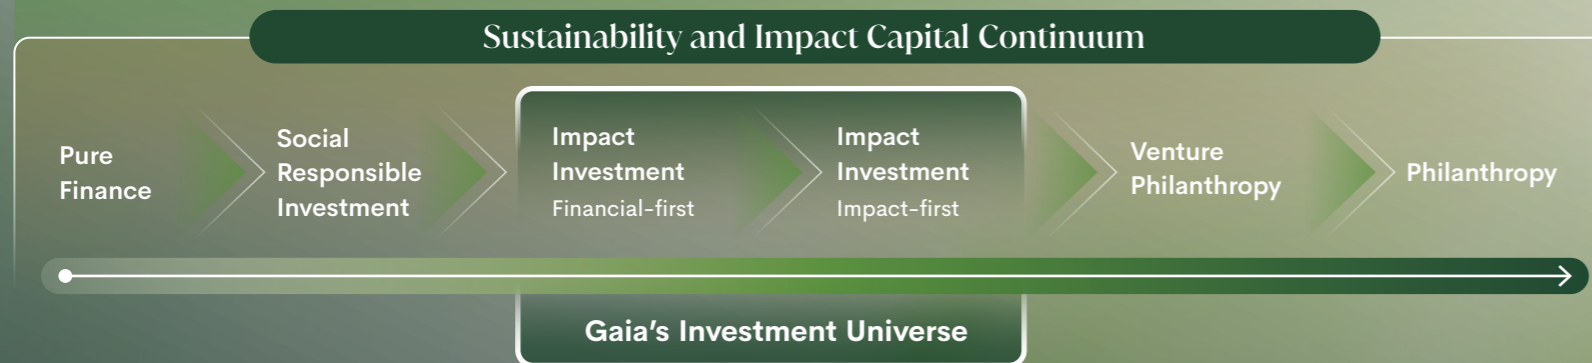 Sustainability and Impact Capital Continuum
Pure
Finance
Social
Responsible
Investment
Impact
Investment
Financial-first
Impact
Investment
Impact-first
Venture
Philanthropy
Philanthropy
Gaia’s Investment Universe